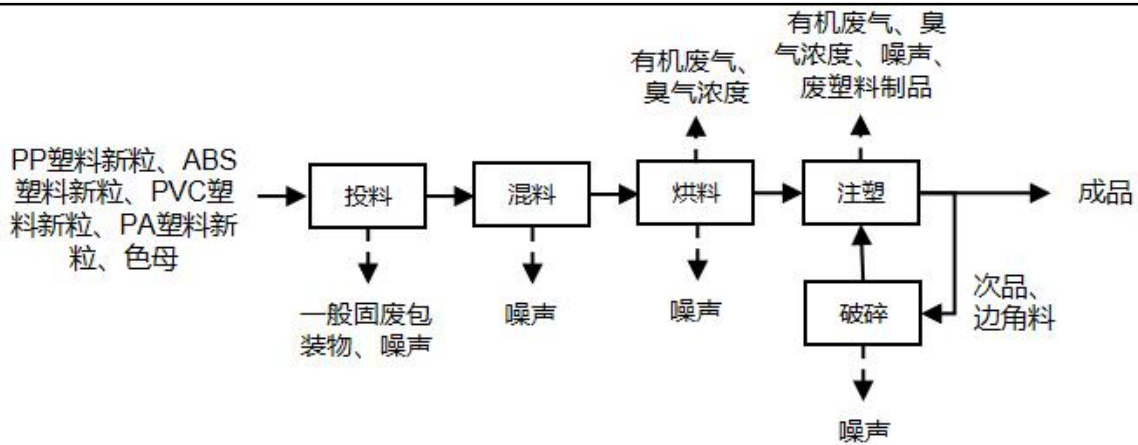 有机废气、
臭气浓度
有机废气、臭
气浓度、噪声、
废塑料制品
PP塑料新粒、ABS
塑料新粒、PVC塑
料新粒、PA塑料新
粒、色母
投料
混料
烘料
注塑
成品
一般固废包
装物、噪声
噪声
噪声
破碎
次品、
边角料
噪声